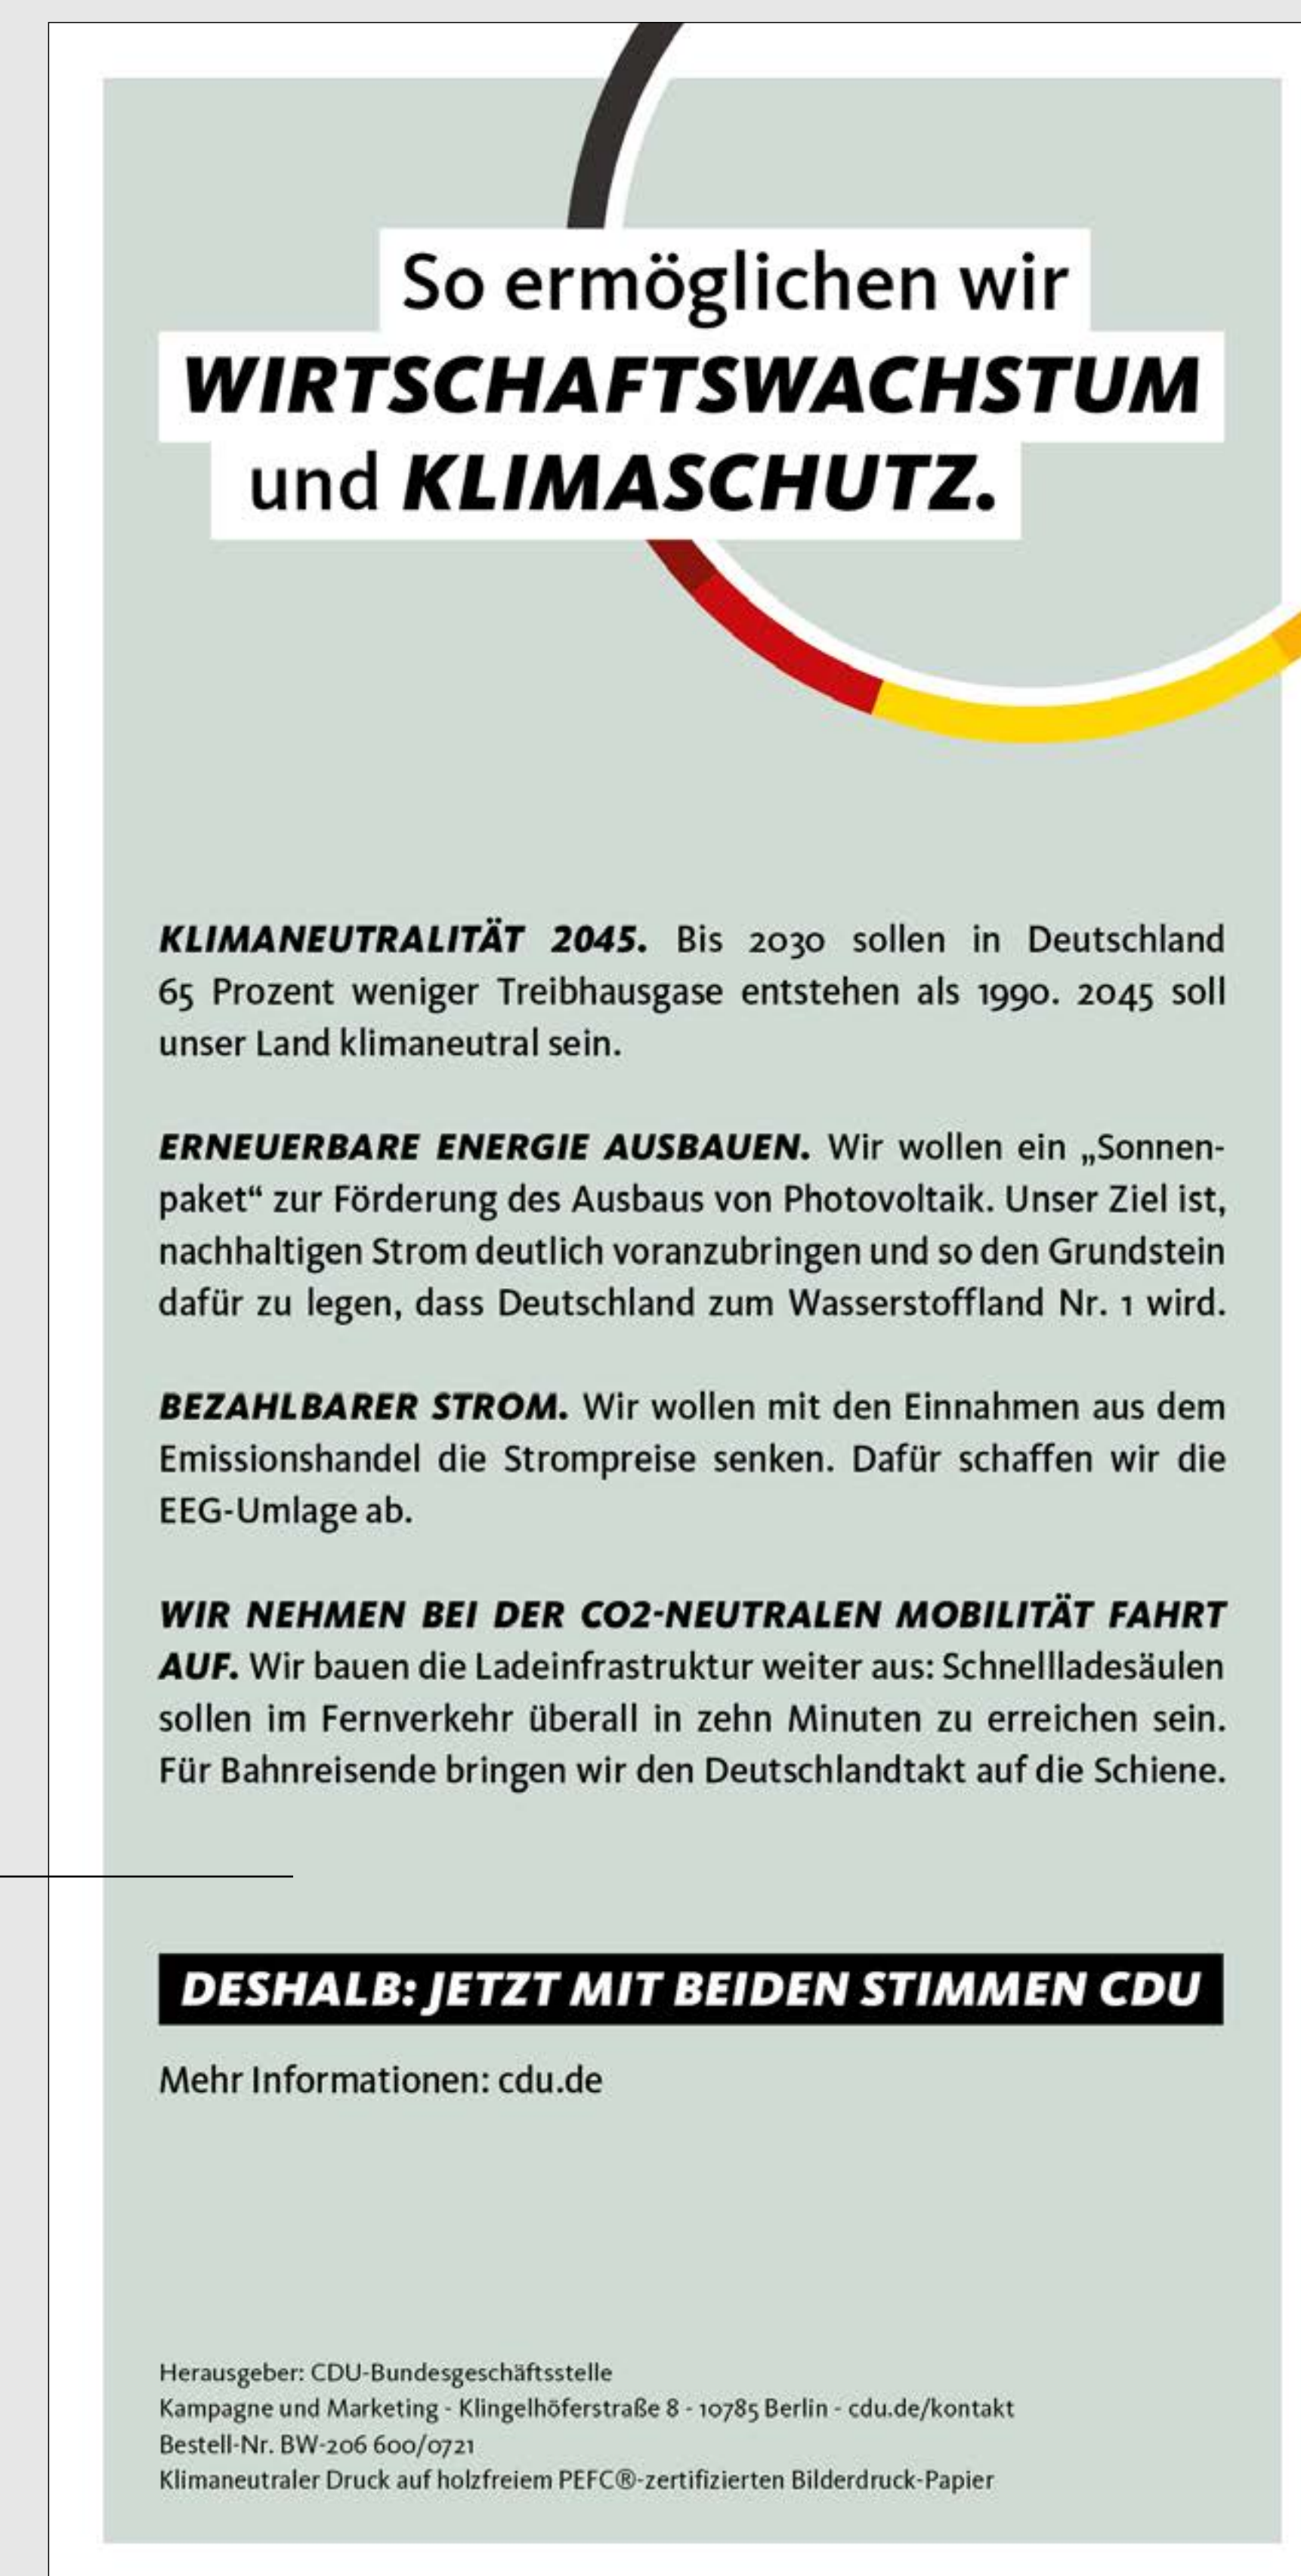 So ermöglichen wir
WIRTSCHAFTSWACHSTUM
und KLIMASCHUTZ.
KLIMANEUTRALITÄT 2045. Bis 2030 sollen in Deutschland
65 Prozent weniger Treibhausgase entstehen als 1990. 2045 soll
unser Land klimaneutral sein.
ERNEUERBARE ENERGIE AUSBAUEN. Wir wollen ein „Sonnen-
paket“ zur Förderung des Ausbaus von Photovoltaik. Unser Ziel ist,
nachhaltigen Strom deutlich voranzubringen und so den Grundstein
dafür zu legen, dass Deutschland zum Wasserstoffland Nr. 1 wird.
BEZAHLBARER STROM. Wir wollen mit den Einnahmen aus dem
Emissionshandel die Strompreise senken. Dafür schaffen wir die
EEG-Umlage ab.
WIR NEHMEN BEI DER CO2-NEUTRALEN MOBILITÄT FAHRT
AUF. Wir bauen die Ladeinfrastruktur weiter aus: Schnellladesäulen
sollen im Fernverkehr überall in zehn Minuten zu erreichen sein.
Für Bahnreisende bringen wir den Deutschlandtakt auf die Schiene.
DESHALB: JETZT MIT BEIDEN STIMMEN CDU
Mehr Informationen: cdu.de
Herausgeber: CDU-Bundesgeschäftsstelle
Kampagne und Marketing - Klingelhöferstraße 8 - 10785 Berlin - cdu.de/kontakt
Bestell-Nr. BW-206 600/0721
Klimaneutraler Druck auf holzfreiem PEFC®-zertifizierten Bilderdruck-Papier